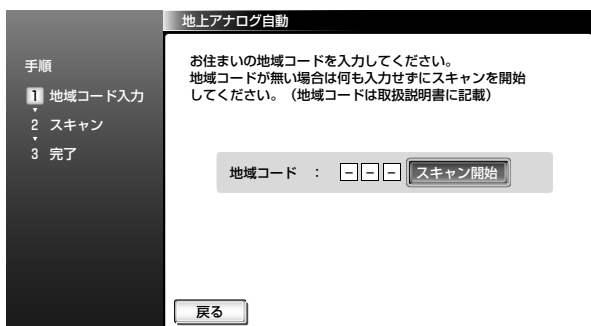 地上アナログ自動
手順
1 地域コード入力
2 スキャン
3 完了
お住まいの地域コードを入力してください。
地域コードが無い場合は何も入力せずにスキャンを開始
してください。（地域コードは取扱説明書に記載）
地域コード ： － － － スキャン開始
戻る